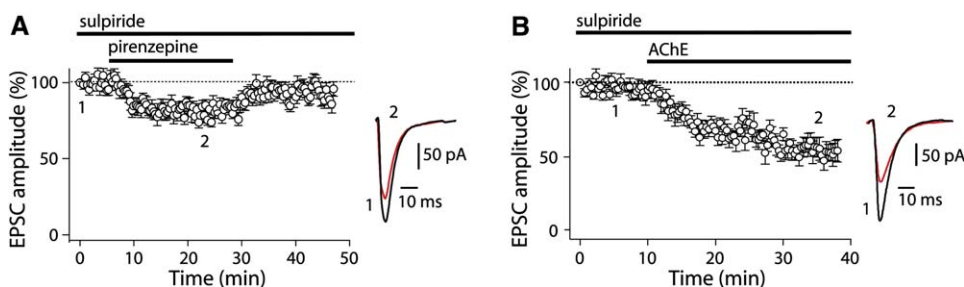 A
sulpiride
pirenzepine
EPSC amplitude (%)
100
50
0
1
2
0 10 20 30 40 50
Time (min)
2
1
50 pA
10 ms
B
sulpiride
AChE
EPSC amplitude (%)
100
50
0
1
2
0 10 20 30 40
Time (min)
2
1
50 pA
10 ms